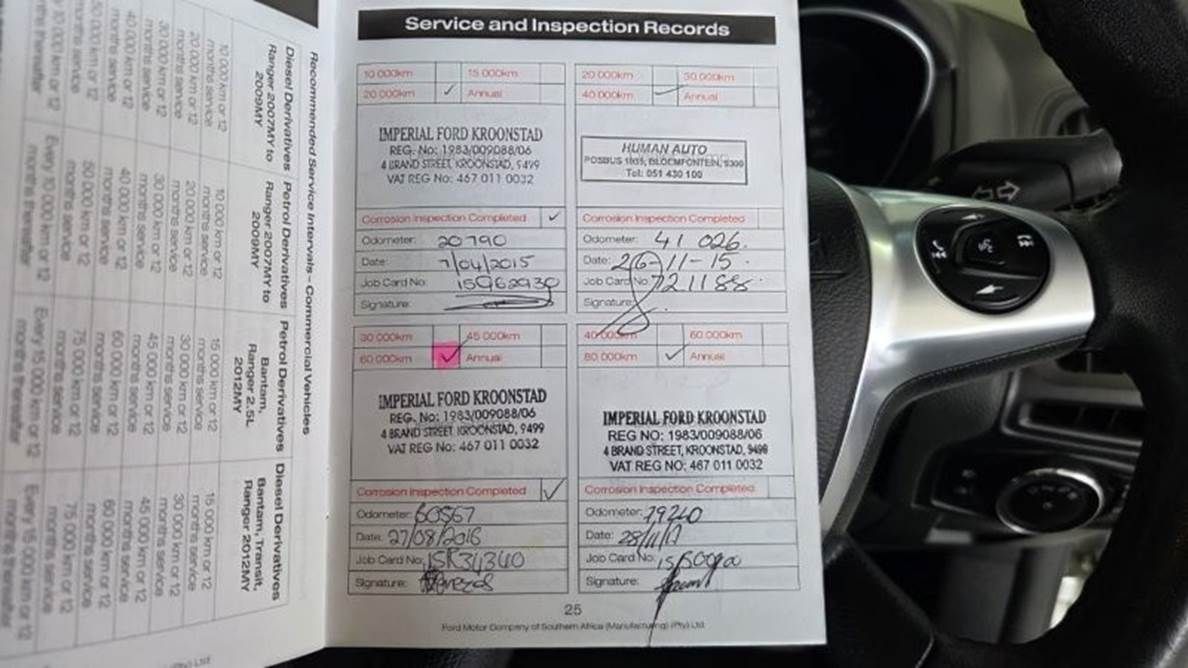 Service and Inspection Records
10 000km 15 000km
20 000km ✓ Annual
IMPERIAL FORD KROONSTAD
REG. No: 1983/009088/06
4 BRAND STREET, KROONSTAD, 9499
VAT REG No: 467 011 0032
Corrosion Inspection Completed ✓
Odometer: 20790
Date: 7/04/2015
Job Card No: 15962939
Signature:
20 000km 30 000km
40 000km ✓ Annual
HUMAN AUTO
POSBUS 1935, BLOEMFONTEIN, 9300
Tel: 051 430 100
Corrosion Inspection Completed
Odometer: 41 026.
Date: 26-11-15.
Job Card No: 721188.
Signature:
30 000km 45 000km
60 000km ✓ Annual
IMPERIAL FORD KROONSTAD
REG. No: 1983/009088/06
4 BRAND STREET, KROONSTAD, 9499
VAT REG No: 467 011 0032
Corrosion Inspection Completed ✓
Odometer: 60567
Date: 27/08/2016
Job Card No: ISR34340
Signature:
40 000km 60 000km
80 000km ✓ Annual
IMPERIAL FORD KROONSTAD
REG NO: 1983/009088/06
4 BRAND STREET, KROONSTAD, 9499
VAT REG NO: 467 011 0032
Corrosion Inspection Completed
Odometer: 79240
Date: 28/11/17
Job Card No:
Signature:
25
Ford Motor Company of Southern Africa (Manufacturing) (Pty) Ltd
Recommended Service Intervals - Commercial Vehicles
Diesel Derivatives
Ranger 2007MY to
2009MY
10 000 km or 12
months service
20 000 km or 12
months service
30 000 km or 12
months service
40 000 km or 12
months service
50 000 km or 12
months service
Petrol Derivatives
Ranger 2007MY to
2009MY
10 000 km or 12
months service
20 000 km or 12
months service
30 000 km or 12
months service
40 000 km or 12
months service
50 000 km or 12
months service
Every 10 000 km or 12
months thereafter
Petrol Derivatives
Bantam,
Ranger 2.5L
2012MY
15 000 km or 12
months service
30 000 km or 12
months service
45 000 km or 12
months service
60 000 km or 12
months service
75 000 km or 12
months service
Every 15 000 km or 12
months thereafter
Diesel Derivatives
Bantam, Transit,
Ranger 2012MY
15 000 km or 12
months service
30 000 km or 12
months service
45 000 km or 12
months service
60 000 km or 12
months service
75 000 km or 12
months service
Every 15 000 km or 12
months thereafter